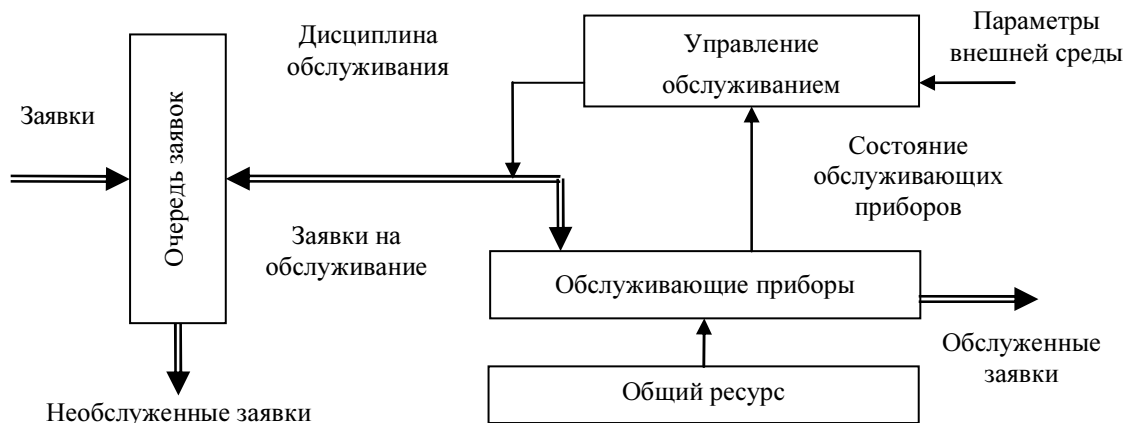 Заявки
Очередь заявок
Необслуженные заявки
Дисциплина
обслуживания
Заявки на
обслуживание
Управление
обслуживанием
Параметры
внешней среды
Состояние
обслуживающих
приборов
Обслуживающие приборы
Обслуженные
заявки
Общий ресурс